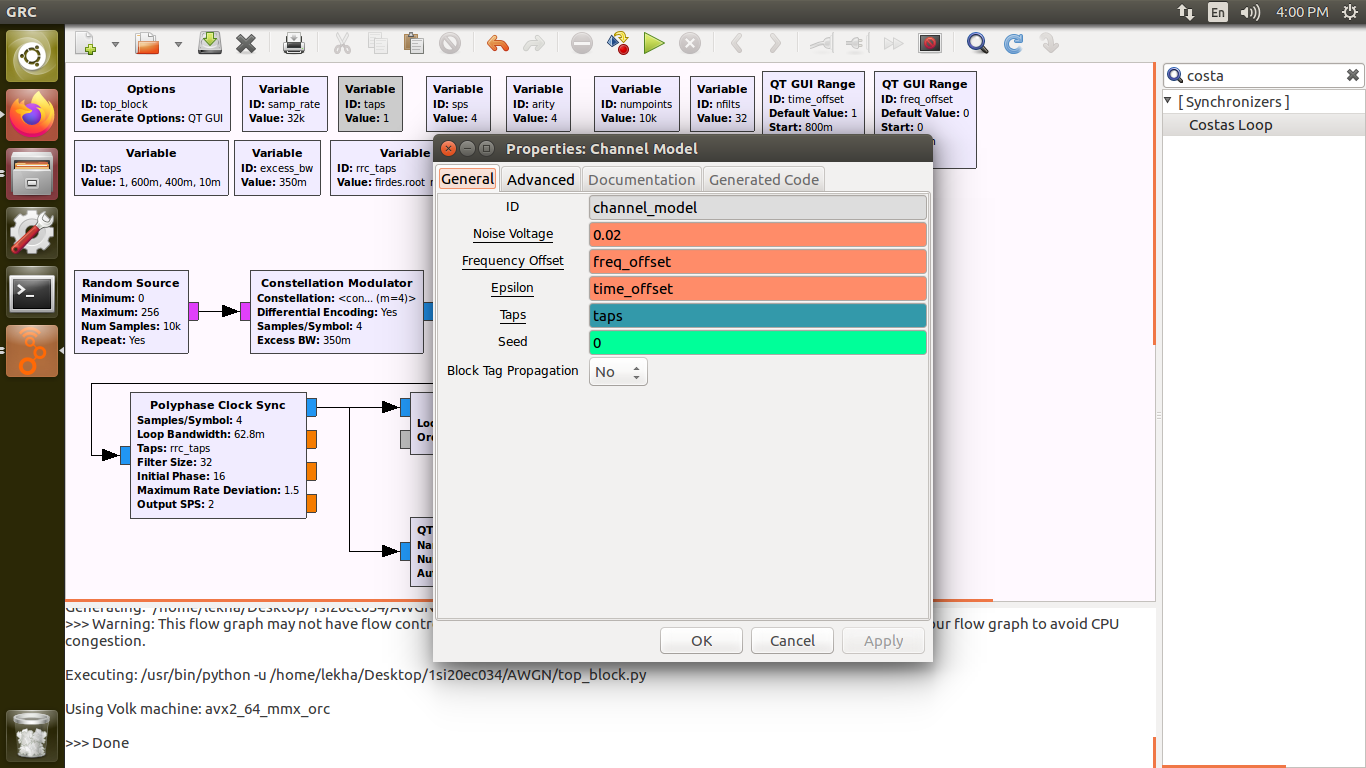 GRC
En
4:00 PM
Options
ID: top_block
Generate Options: QT GUI
Variable
ID: samp_rate
Value: 32k
Variable
ID: taps
Value: 1
Variable
ID: sps
Value: 4
Variable
ID: arity
Value: 4
Variable
ID: numpoints
Value: 10k
Variable
ID: nfilts
Value: 32
QT GUI Range
ID: time_offset
Default Value: 1
Start: 800m
QT GUI Range
ID: freq_offset
Default Value: 0
Start: 0
Variable
ID: taps
Value: 1, 600m, 400m, 10m
Variable
ID: excess_bw
Value: 350m
Variable
ID: rrc_taps
Value: firdes.root
costa
[ Synchronizers ]
Costas Loop
Properties: Channel Model
General
Advanced
Documentation
Generated Code
ID
channel_model
Noise Voltage
0.02
Frequency Offset
freq_offset
Epsilon
time_offset
Taps
taps
Seed
0
Block Tag Propagation
No
OK
Cancel
Apply
Random Source
Minimum: 0
Maximum: 256
Num Samples: 10k
Repeat: Yes
Constellation Modulator
Constellation: <con... (m=4)>
Differential Encoding: Yes
Samples/Symbol: 4
Excess BW: 350m
Polyphase Clock Sync
Samples/Symbol: 4
Loop Bandwidth: 62.8m
Taps: rrc_taps
Filter Size: 32
Initial Phase: 16
Maximum Rate Deviation: 1.5
Output SPS: 2
Loo
Ord
QT
Na
Nu
Au
Generating: '/home/lekha/Desktop/1si20ec034/AWGN
>>> Warning: This flow graph may not have flow contr
our flow graph to avoid CPU
congestion.
Executing: /usr/bin/python -u /home/lekha/Desktop/1si20ec034/AWGN/top_block.py
Using Volk machine: avx2_64_mmx_orc
>>> Done